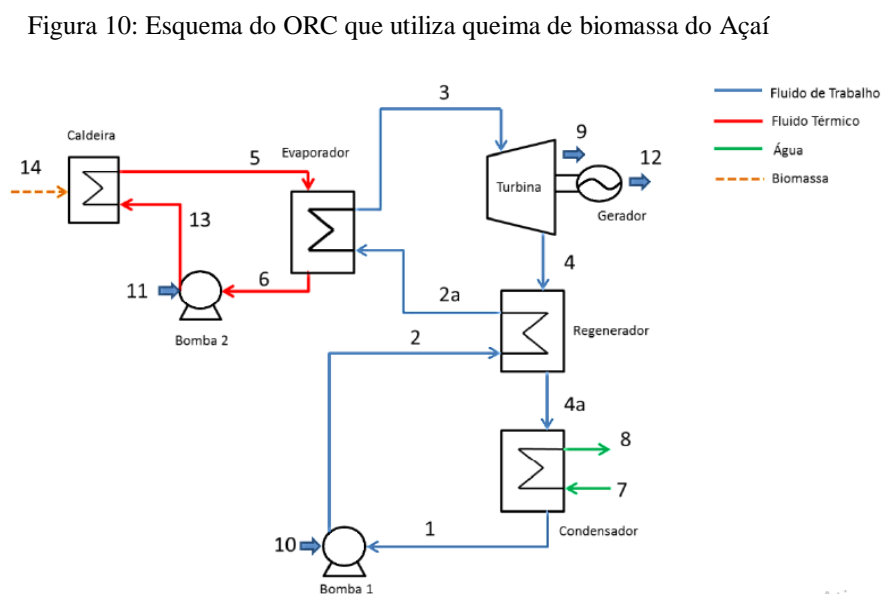 Figura 10: Esquema do ORC que utiliza queima de biomassa do Açaí
3
Fluido de Trabalho
Fluido Térmico
Água
Biomassa
Caldeira
14
5
Evaporador
9
12
Turbina
Gerador
13
11
6
Bomba 2
4
2a
2
Regenerador
4a
8
7
Condensador
10
1
Bomba 1